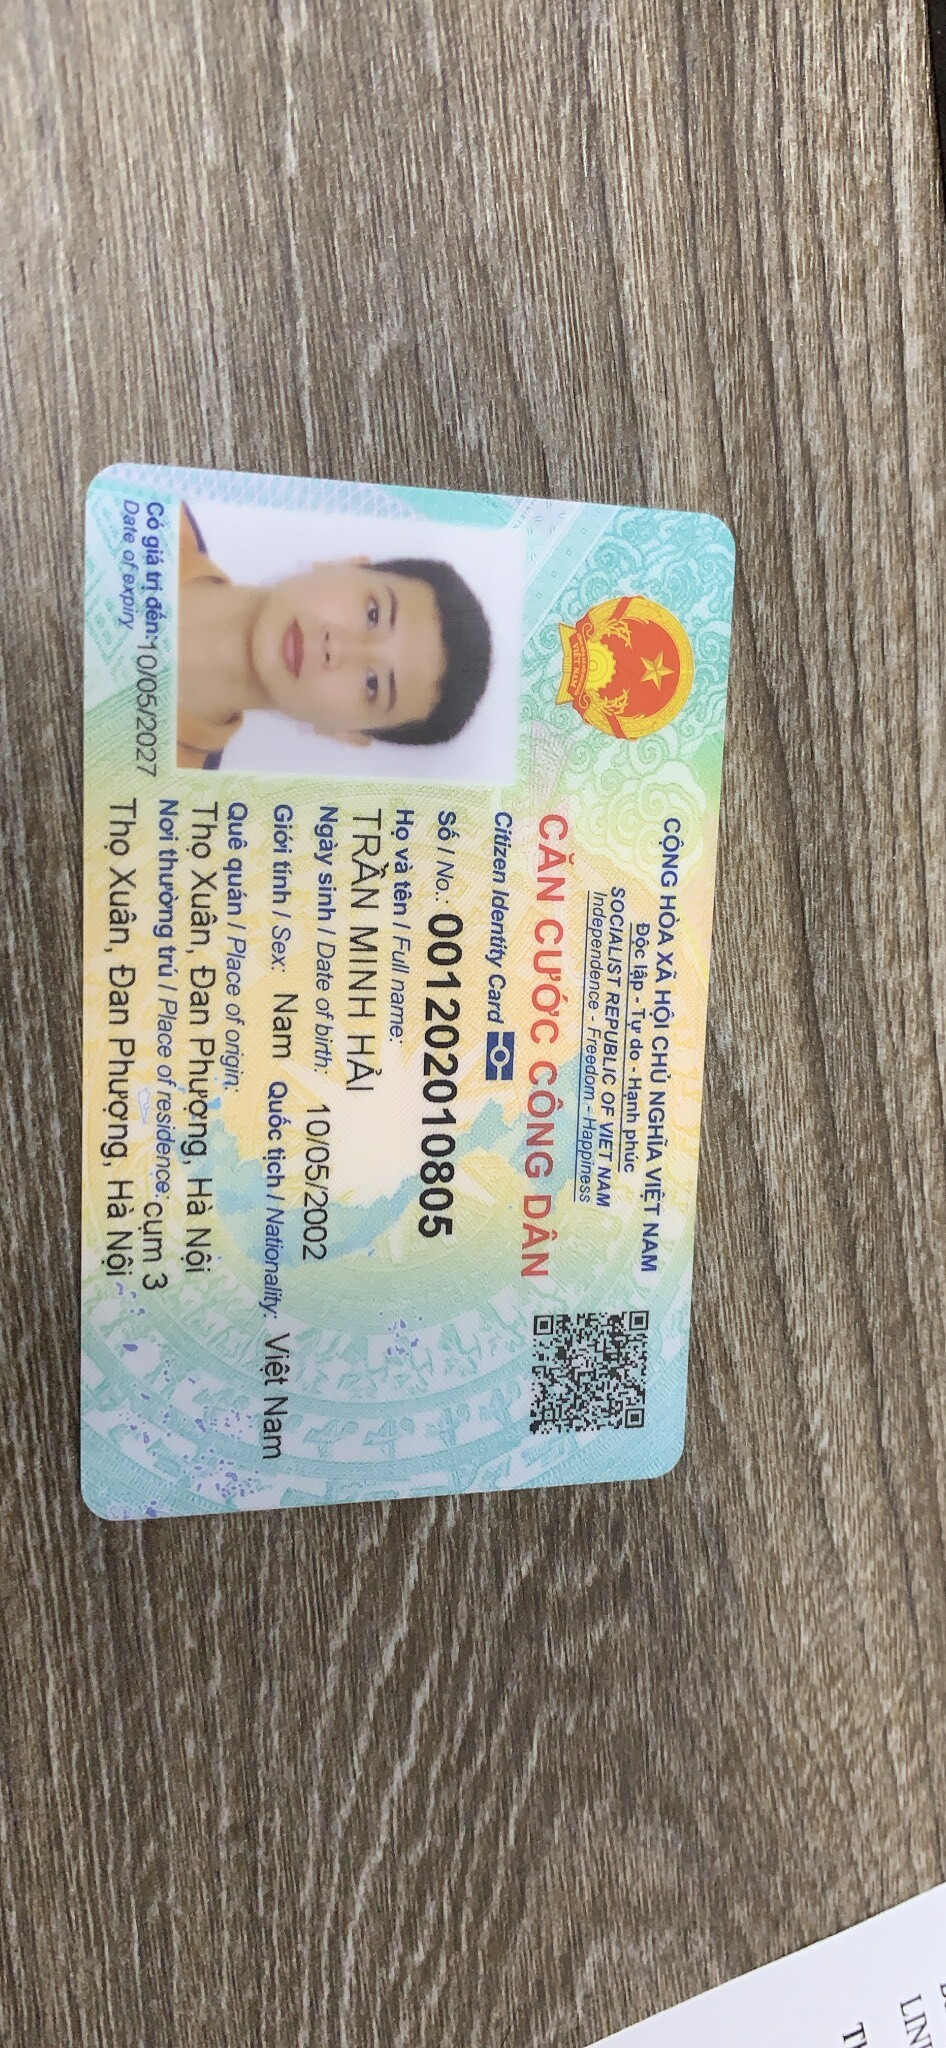 CỘNG HÒA XÃ HỘI CHỦ NGHĨA VIỆT NAM
Độc lập - Tự do - Hạnh phúc
SOCIALIST REPUBLIC OF VIET NAM
Independence - Freedom - Happiness
CĂN CƯỚC CÔNG DÂN
Citizen Identity Card
Số / No.: 001202010805
Họ và tên / Full name:
TRẦN MINH HẢI
Ngày sinh / Date of birth: 10/05/2002
Giới tính / Sex: Nam Quốc tịch / Nationality: Việt Nam
Quê quán / Place of origin:
Thọ Xuân, Đan Phượng, Hà Nội
Nơi thường trú / Place of residence: cụm 3
Thọ Xuân, Đan Phượng, Hà Nội
Có giá trị đến: 10/05/2027
Date of expiry